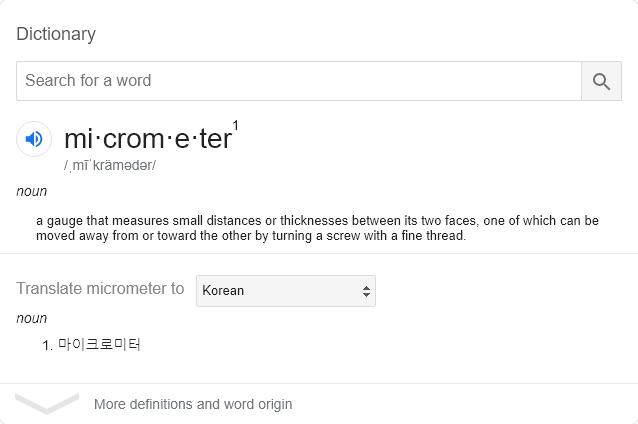 Dictionary
Search for a word
mi·crom·e·ter¹
/ˌmīˈkrämədər/
noun
a gauge that measures small distances or thicknesses between its two faces, one of which can be
moved away from or toward the other by turning a screw with a fine thread.
Translate micrometer to Korean
noun
1. 마이크로미터
More definitions and word origin